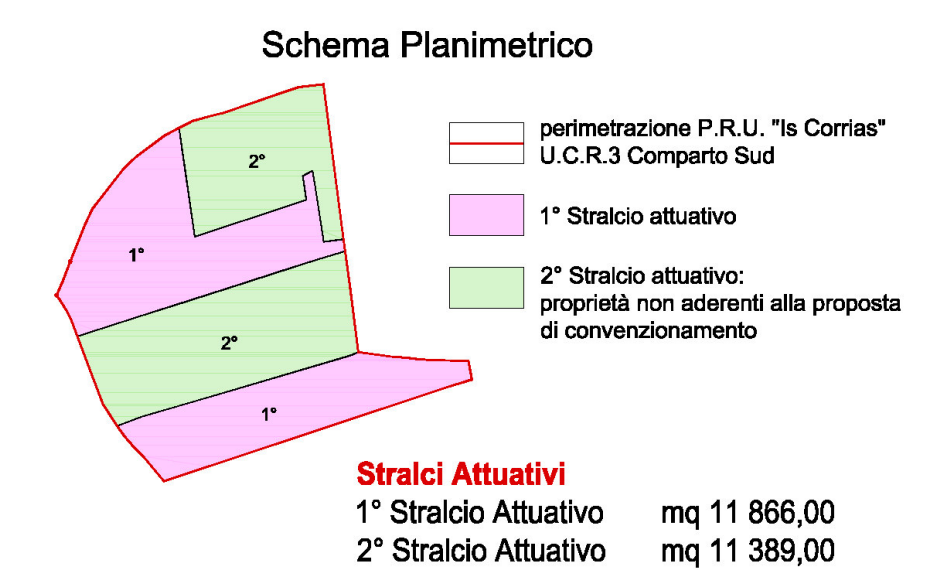 Schema Planimetrico
perimetrazione P.R.U. "Is Corrias"
U.C.R.3 Comparto Sud
1° Stralcio attuativo
2° Stralcio attuativo:
proprietà non aderenti alla proposta
di convenzionamento
2°
1°
2°
1°
Stralci Attuativi
1° Stralcio Attuativo mq 11 866,00
2° Stralcio Attuativo mq 11 389,00